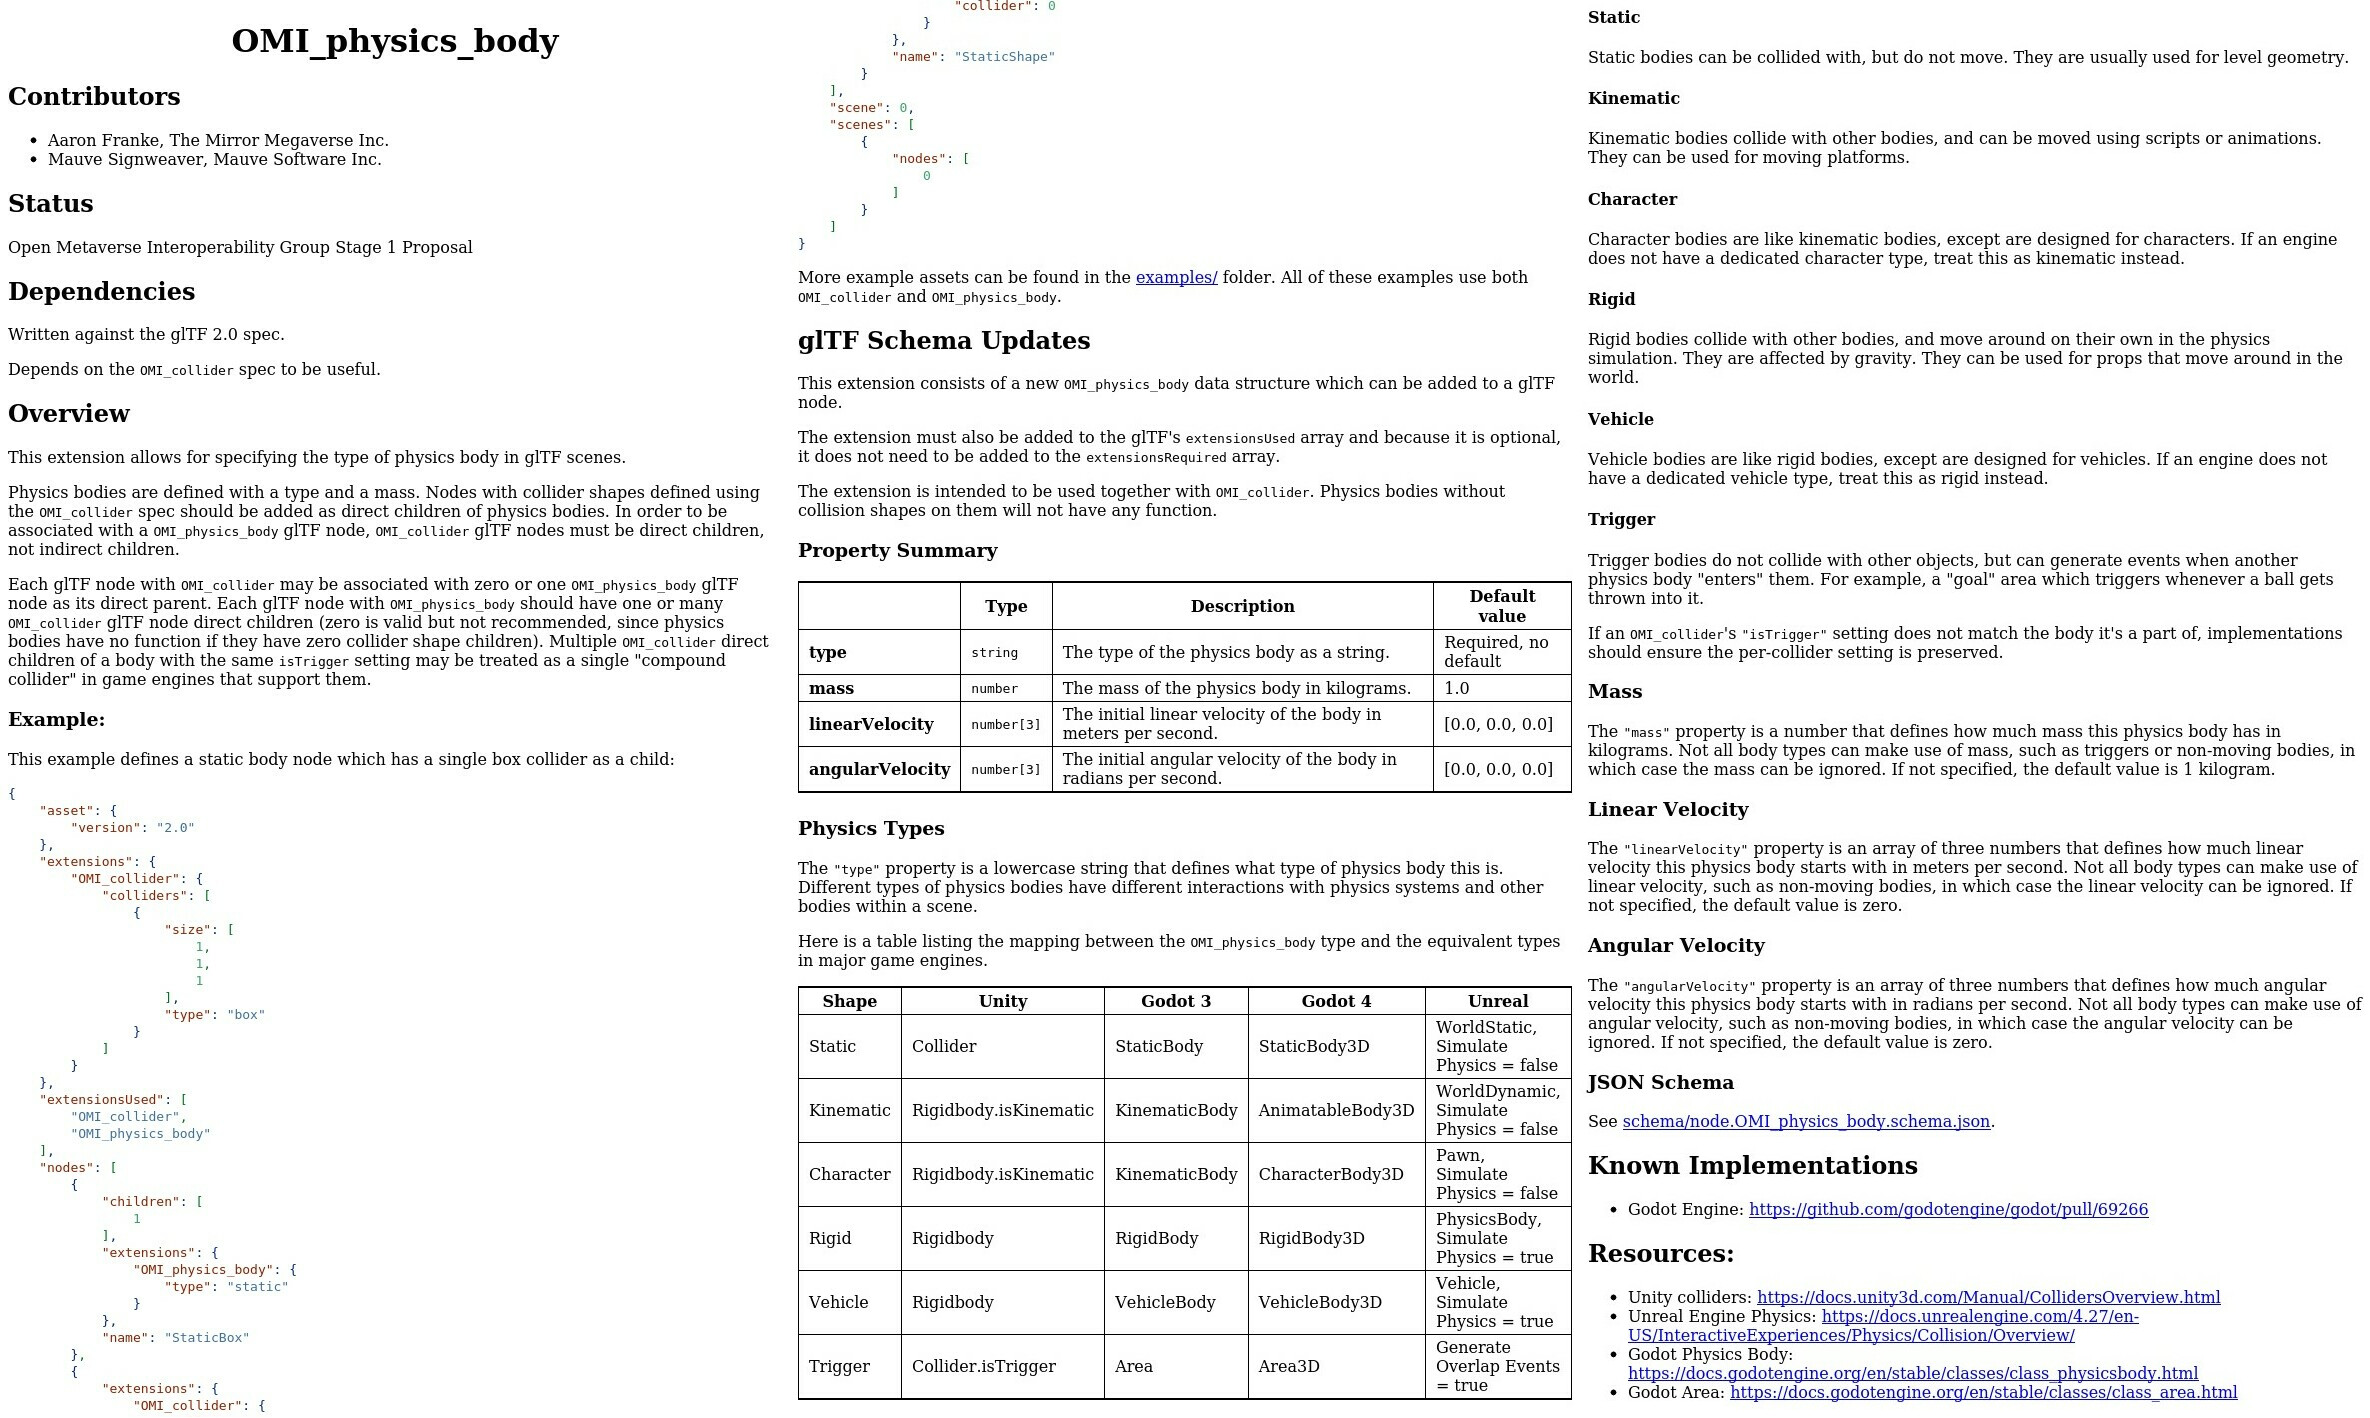 OMI_physics_body
Contributors
• Aaron Franke, The Mirror Megaverse Inc.
• Mauve Signweaver, Mauve Software Inc.
Status
Open Metaverse Interoperability Group Stage 1 Proposal
Dependencies
Written against the glTF 2.0 spec.
Depends on the OMI_collider spec to be useful.
Overview
This extension allows for specifying the type of physics body in glTF scenes.
Physics bodies are defined with a type and a mass. Nodes with collider shapes defined using
the OMI_collider spec should be added as direct children of physics bodies. In order to be
associated with a OMI_physics_body glTF node, OMI_collider glTF nodes must be direct children,
not indirect children.
Each glTF node with OMI_collider may be associated with zero or one OMI_physics_body glTF
node as its direct parent. Each glTF node with OMI_physics_body should have one or many
OMI_collider glTF node direct children (zero is valid but not recommended, since physics
bodies have no function if they have zero collider shape children). Multiple OMI_collider direct
children of a body with the same isTrigger setting may be treated as a single "compound
collider" in game engines that support them.
Example:
This example defines a static body node which has a single box collider as a child:
{
    "asset": {
        "version": "2.0"
    },
    "extensions": {
        "OMI_collider": {
            "colliders": [
                {
                    "size": [
                        1,
                        1,
                        1
                    ],
                    "type": "box"
                }
            ]
        }
    },
    "extensionsUsed": [
        "OMI_collider",
        "OMI_physics_body"
    ],
    "nodes": [
        {
            "children": [
                1
            ],
            "extensions": {
                "OMI_physics_body": {
                    "type": "static"
                }
            },
            "name": "StaticBox"
        },
        {
            "extensions": {
                "OMI_collider": {
                    "collider": 0
                }
            },
            "name": "StaticShape"
        }
    ],
    "scene": 0,
    "scenes": [
        {
            "nodes": [
                0
            ]
        }
    ]
}
More example assets can be found in the examples/ folder. All of these examples use both
OMI_collider and OMI_physics_body.
glTF Schema Updates
This extension consists of a new OMI_physics_body data structure which can be added to a glTF
node.
The extension must also be added to the glTF's extensionsUsed array and because it is optional,
it does not need to be added to the extensionsRequired array.
The extension is intended to be used together with OMI_collider. Physics bodies without
collision shapes on them will not have any function.
Property Summary
Type Description Default
value
type string The type of the physics body as a string. Required, no
default
mass number The mass of the physics body in kilograms. 1.0
linearVelocity number[3] The initial linear velocity of the body in
meters per second. [0.0, 0.0, 0.0]
angularVelocity number[3] The initial angular velocity of the body in
radians per second. [0.0, 0.0, 0.0]
Physics Types
The "type" property is a lowercase string that defines what type of physics body this is.
Different types of physics bodies have different interactions with physics systems and other
bodies within a scene.
Here is a table listing the mapping between the OMI_physics_body type and the equivalent types
in major game engines.
Shape Unity Godot 3 Godot 4 Unreal
Static Collider StaticBody StaticBody3D WorldStatic,
Simulate
Physics = false
Kinematic Rigidbody.isKinematic KinematicBody AnimatableBody3D WorldDynamic,
Simulate
Physics = false
Character Rigidbody.isKinematic KinematicBody CharacterBody3D Pawn,
Simulate
Physics = false
Rigid Rigidbody RigidBody RigidBody3D PhysicsBody,
Simulate
Physics = true
Vehicle Rigidbody VehicleBody VehicleBody3D Vehicle,
Simulate
Physics = true
Trigger Collider.isTrigger Area Area3D Generate
Overlap Events
= true
Static
Static bodies can be collided with, but do not move. They are usually used for level geometry.
Kinematic
Kinematic bodies collide with other bodies, and can be moved using scripts or animations.
They can be used for moving platforms.
Character
Character bodies are like kinematic bodies, except are designed for characters. If an engine
does not have a dedicated character type, treat this as kinematic instead.
Rigid
Rigid bodies collide with other bodies, and move around on their own in the physics
simulation. They are affected by gravity. They can be used for props that move around in the
world.
Vehicle
Vehicle bodies are like rigid bodies, except are designed for vehicles. If an engine does not
have a dedicated vehicle type, treat this as rigid instead.
Trigger
Trigger bodies do not collide with other objects, but can generate events when another
physics body "enters" them. For example, a "goal" area which triggers whenever a ball gets
thrown into it.
If an OMI_collider's "isTrigger" setting does not match the body it's a part of, implementations
should ensure the per-collider setting is preserved.
Mass
The "mass" property is a number that defines how much mass this physics body has in
kilograms. Not all body types can make use of mass, such as triggers or non-moving bodies, in
which case the mass can be ignored. If not specified, the default value is 1 kilogram.
Linear Velocity
The "linearVelocity" property is an array of three numbers that defines how much linear
velocity this physics body starts with in meters per second. Not all body types can make use of
linear velocity, such as non-moving bodies, in which case the linear velocity can be ignored. If
not specified, the default value is zero.
Angular Velocity
The "angularVelocity" property is an array of three numbers that defines how much angular
velocity this physics body starts with in radians per second. Not all body types can make use of
angular velocity, such as non-moving bodies, in which case the angular velocity can be
ignored. If not specified, the default value is zero.
JSON Schema
See schema/node.OMI_physics_body.schema.json.
Known Implementations
• Godot Engine: https://github.com/godotengine/godot/pull/69266
Resources:
• Unity colliders: https://docs.unity3d.com/Manual/CollidersOverview.html
• Unreal Engine Physics: https://docs.unrealengine.com/4.27/en-
US/InteractiveExperiences/Physics/Collision/Overview/
• Godot Physics Body:
https://docs.godotengine.org/en/stable/classes/class_physicsbody.html
• Godot Area: https://docs.godotengine.org/en/stable/classes/class_area.html